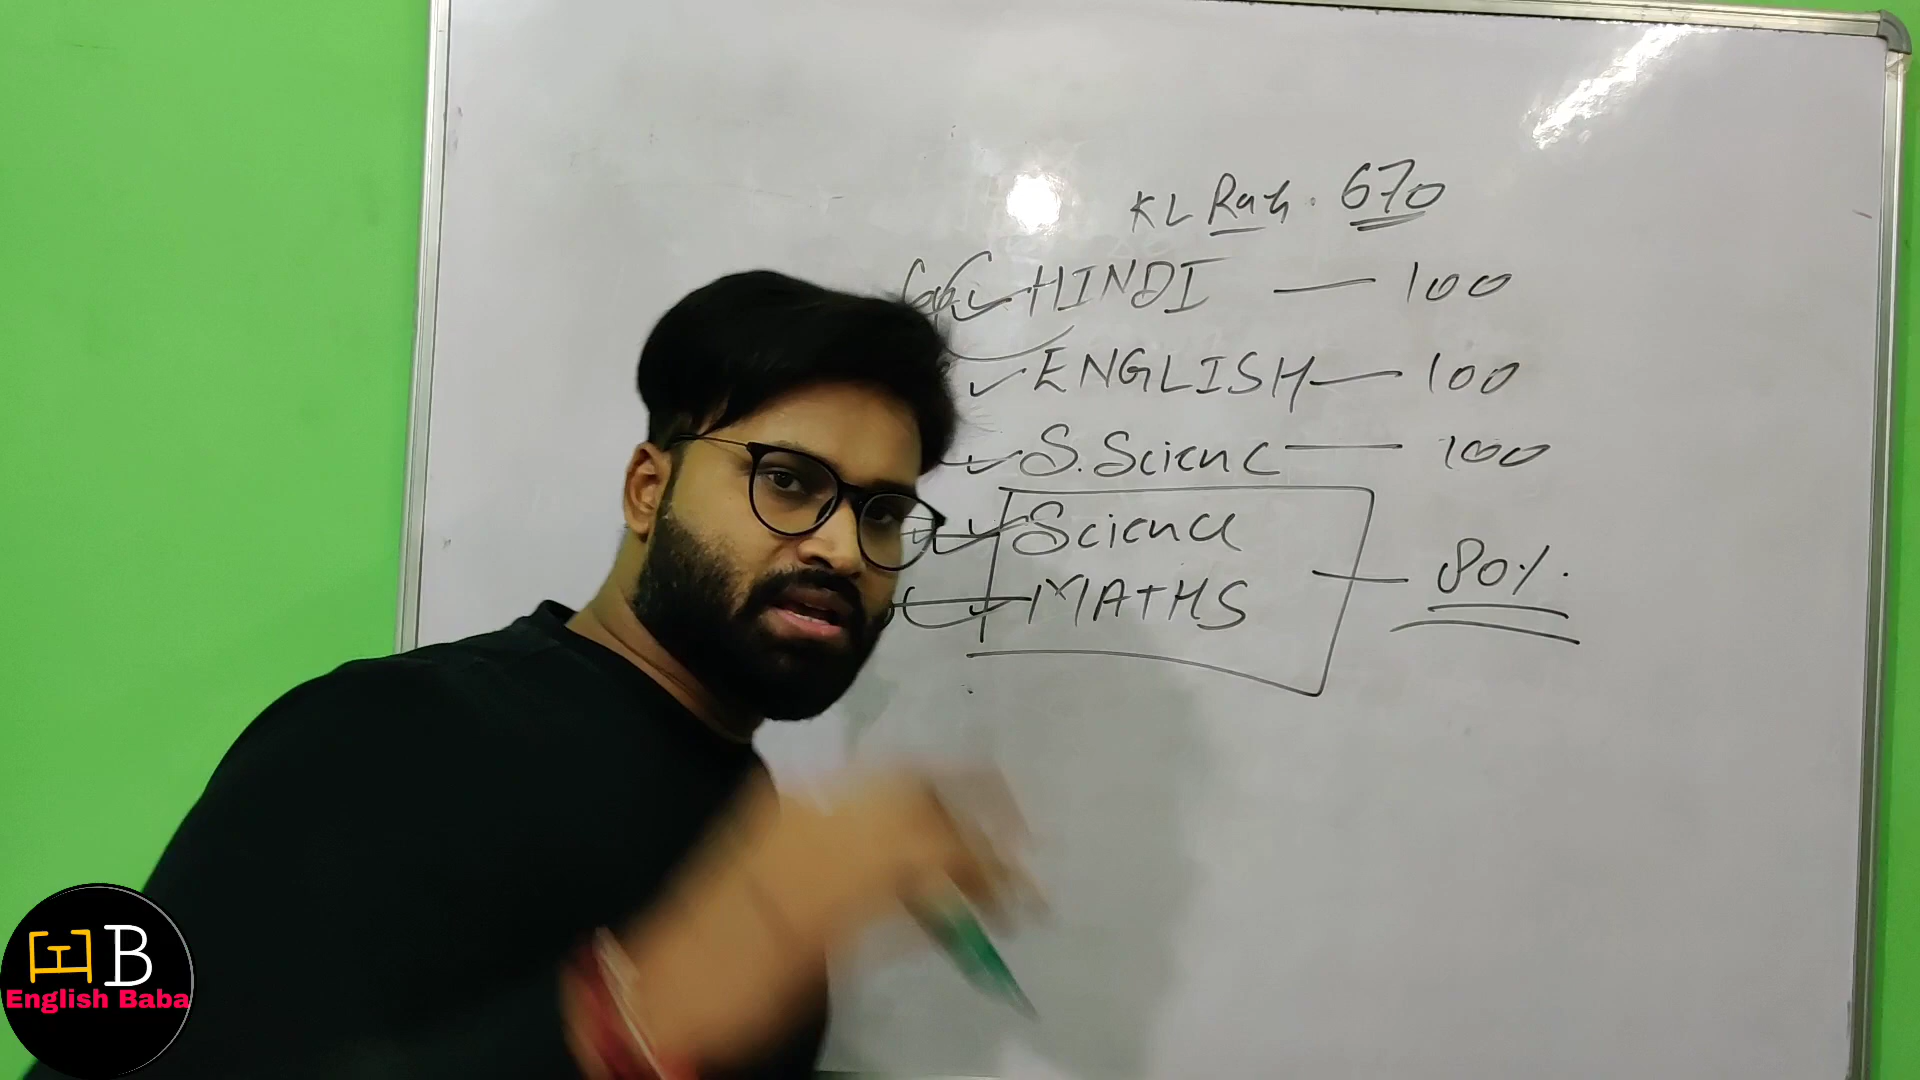 KL Rah. 670
HINDI — 100
ENGLISH — 100
S. Scienc — 100
Science
MATHS
80%.
B
English Baba